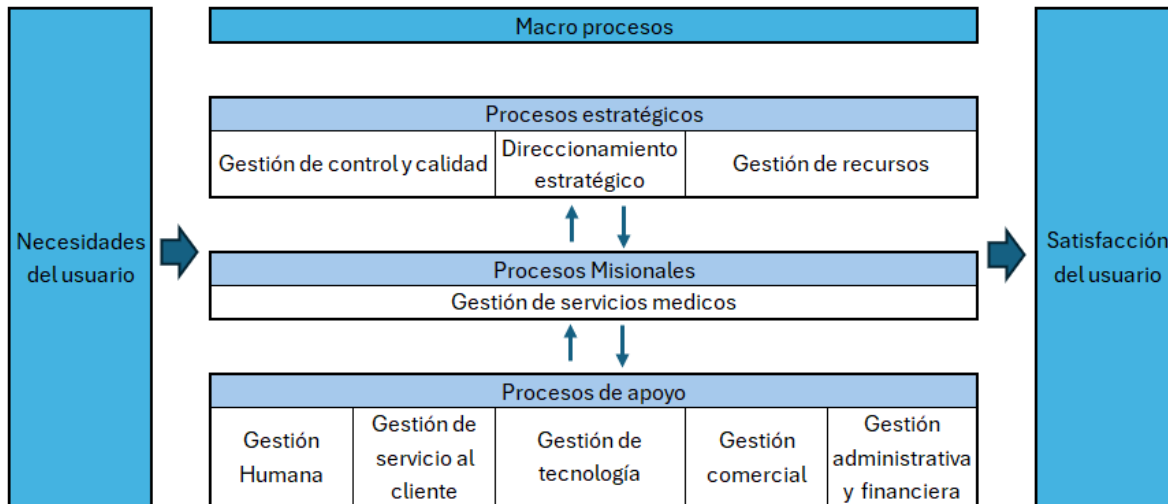 Macro procesos
Procesos estratégicos
Gestión de control y calidad
Direccionamiento
estratégico
Gestión de recursos
Necesidades
del usuario
Procesos Misionales
Gestión de servicios medicos
Satisfacción
del usuario
Procesos de apoyo
Gestión
Humana
Gestión de
servicio al
cliente
Gestión de
tecnología
Gestión
comercial
Gestión
administrativa
y financiera